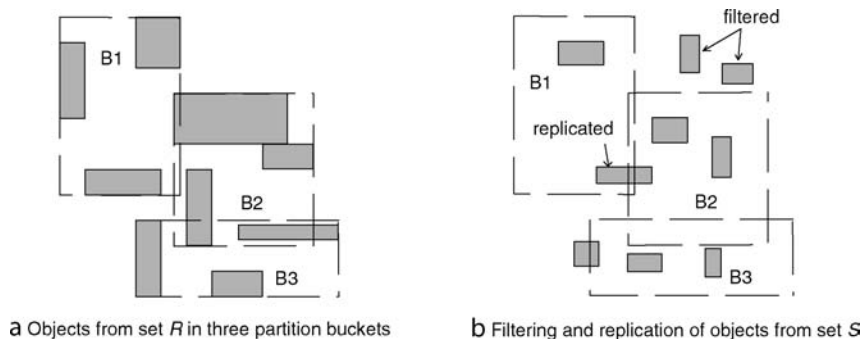 B1
B2
B3
a Objects from set R in three partition buckets
filtered
B1
replicated
B2
B3
b Filtering and replication of objects from set S